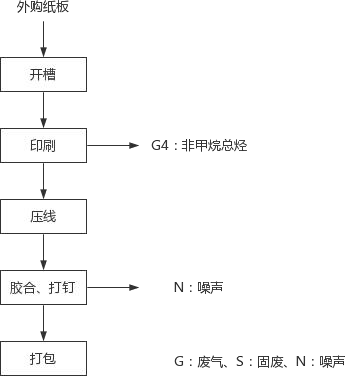 外购纸板
开槽
印刷
G4：非甲烷总烃
压线
胶合、打钉
N：噪声
打包
G：废气、S：固废、N：噪声